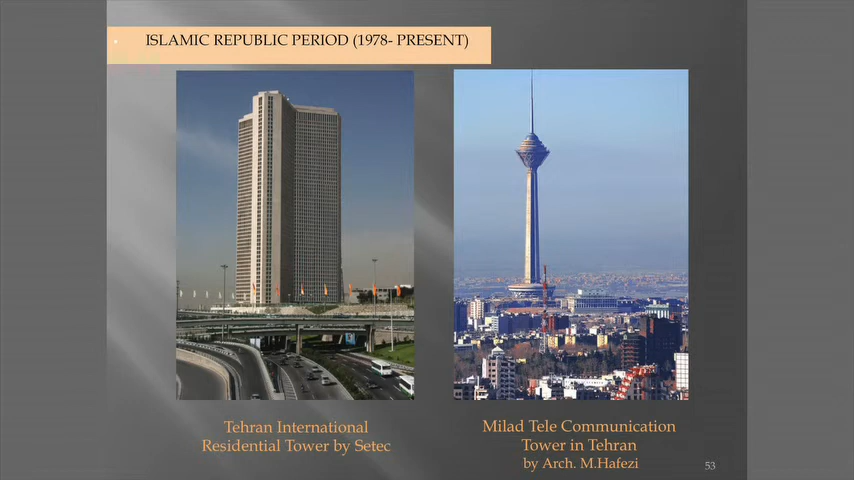 ISLAMIC REPUBLIC PERIOD (1978- PRESENT)
Tehran International
Residential Tower by Setec
Milad Tele Communication
Tower in Tehran
by Arch. M.Hafezi
53